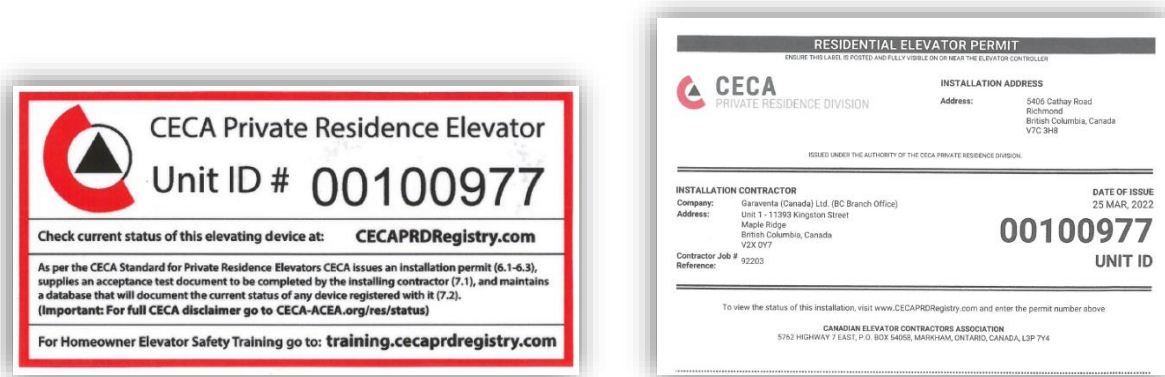 CECA Private Residence Elevator
Unit ID # 00100977
Check current status of this elevating device at: CECAPRDRegistry.com
As per the CECA Standard for Private Residence Elevators CECA issues an installation permit (6.1-6.3),
supplies an acceptance test document to be completed by the installing contractor (7.1), and maintains
a database that will document the current status of any device registered with it (7.2).
(Important: For full CECA disclaimer go to CECA-ACEA.org/res/status)
For Homeowner Elevator Safety Training go to: training.cecaprdregistry.com
RESIDENTIAL ELEVATOR PERMIT
ENSURE THIS LABEL IS POSTED AND FULLY VISIBLE ON OR NEAR THE ELEVATOR CONTROLLER
CECA
PRIVATE RESIDENCE DIVISION
INSTALLATION ADDRESS
Address: 5406 Cathay Road
Richmond
British Columbia, Canada
V7C 3H8
ISSUED UNDER THE AUTHORITY OF THE CECA PRIVATE RESIDENCE DIVISION.
INSTALLATION CONTRACTOR
Company: Garaventa (Canada) Ltd. (BC Branch Office)
Address: Unit 1 - 11393 Kingston Street
Maple Ridge
British Columbia, Canada
V2X 0Y7
Contractor Job # 92203
Reference:
DATE OF ISSUE
25 MAR, 2022
00100977
UNIT ID
To view the status of this installation, visit www.CECAPRDRegistry.com and enter the permit number above
CANADIAN ELEVATOR CONTRACTORS ASSOCIATION
5762 HIGHWAY 7 EAST, P.O. BOX 54058, MARKHAM, ONTARIO, CANADA, L3P 7Y4